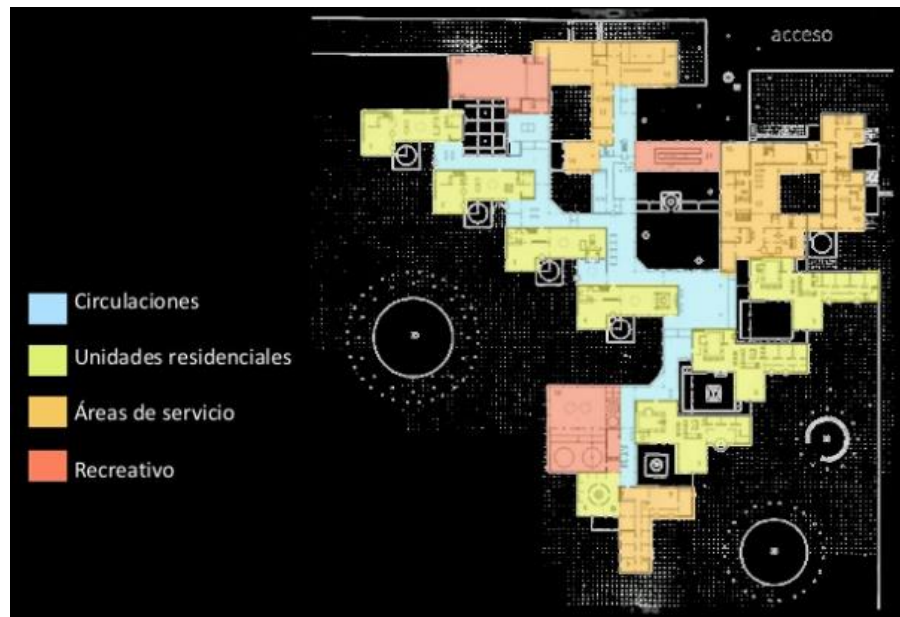 acceso
Circulaciones
Unidades residenciales
Áreas de servicio
Recreativo